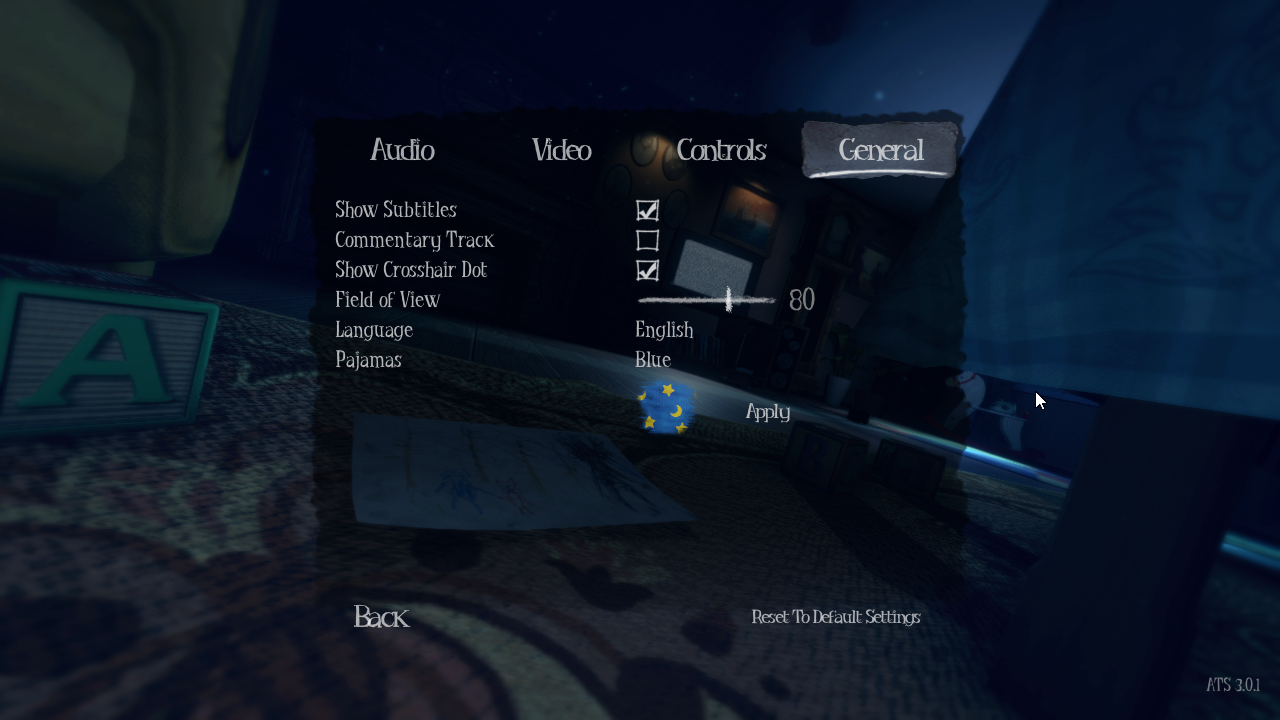 Audio Video Controls General
Show Subtitles
Commentary Track
Show Crosshair Dot
Field of View 80
Language English
Pajamas Blue
Apply
A
Back Reset To Default Settings
ATS 3.0.1